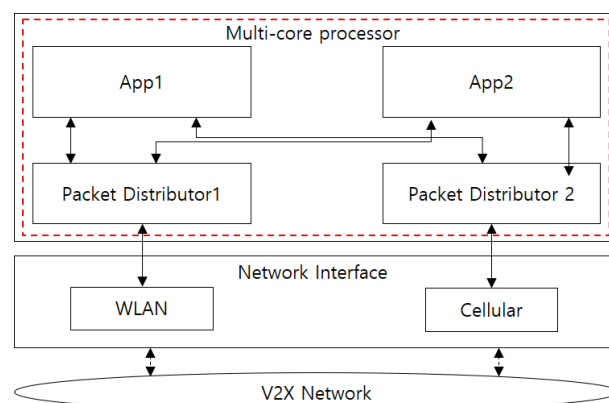 Multi-core processor
App1
App2
Packet Distributor1
Packet Distributor 2
Network Interface
WLAN
Cellular
V2X Network